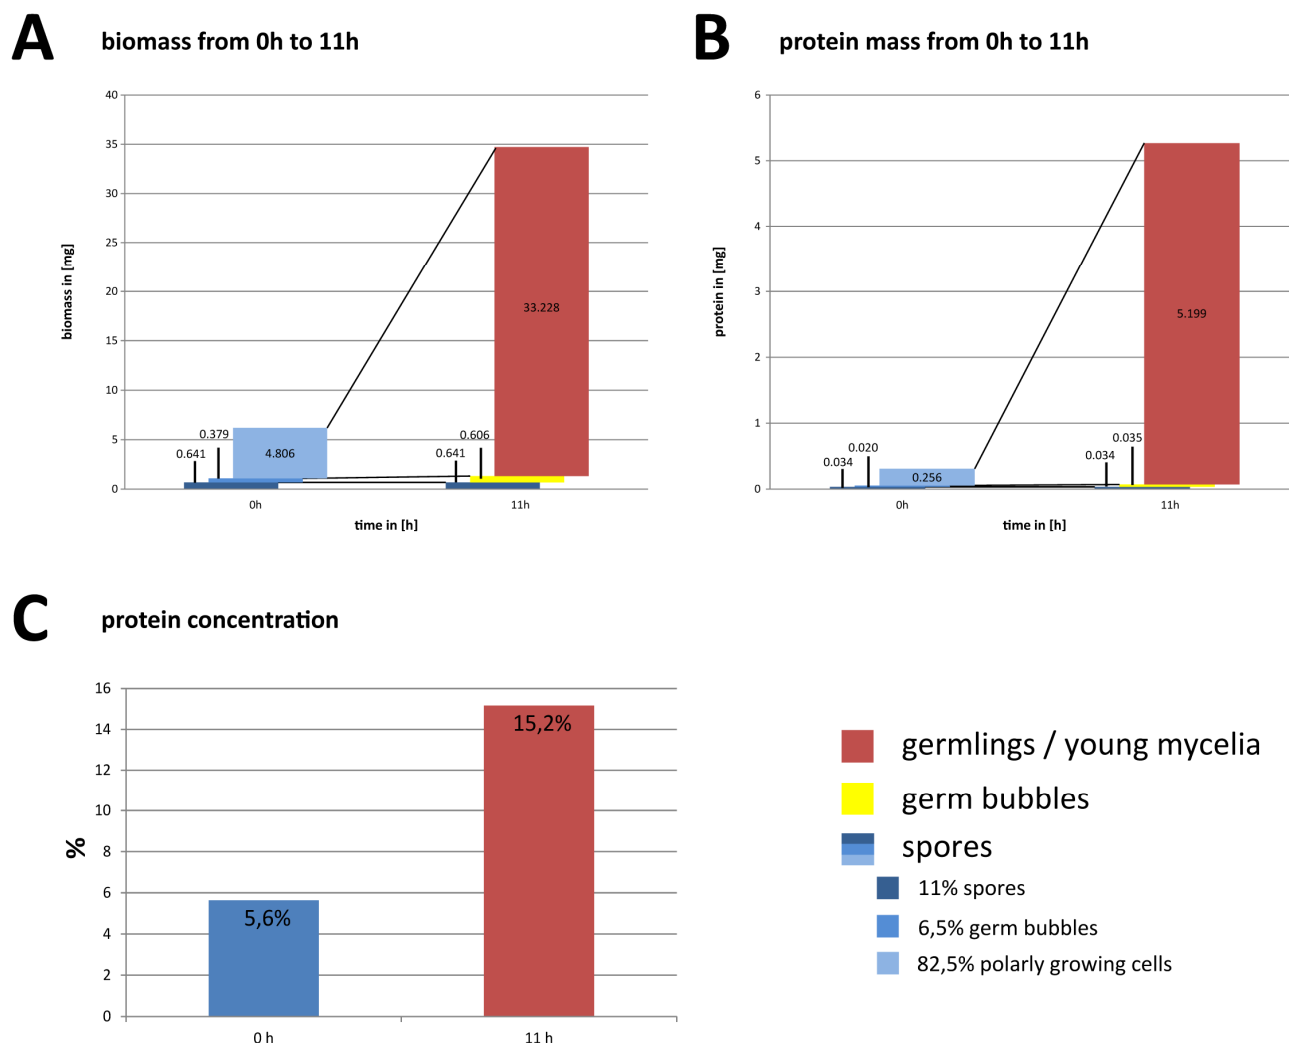 A
biomass from 0h to 11h
40
35
30
25
20
15
10
5
0
biomass in [mg]
0.641
0.379
4.806
0.641
0.606
33.228
0h
11h
time in [h]
B
protein mass from 0h to 11h
6
5
4
3
2
1
0
protein in [mg]
0.034
0.020
0.256
0.034
0.035
5.199
0h
11h
time in [h]
C
protein concentration
16
14
12
10
8
6
4
2
0
%
5,6%
15,2%
0 h
11 h
germlings / young mycelia
germ bubbles
spores
11% spores
6,5% germ bubbles
82,5% polarly growing cells